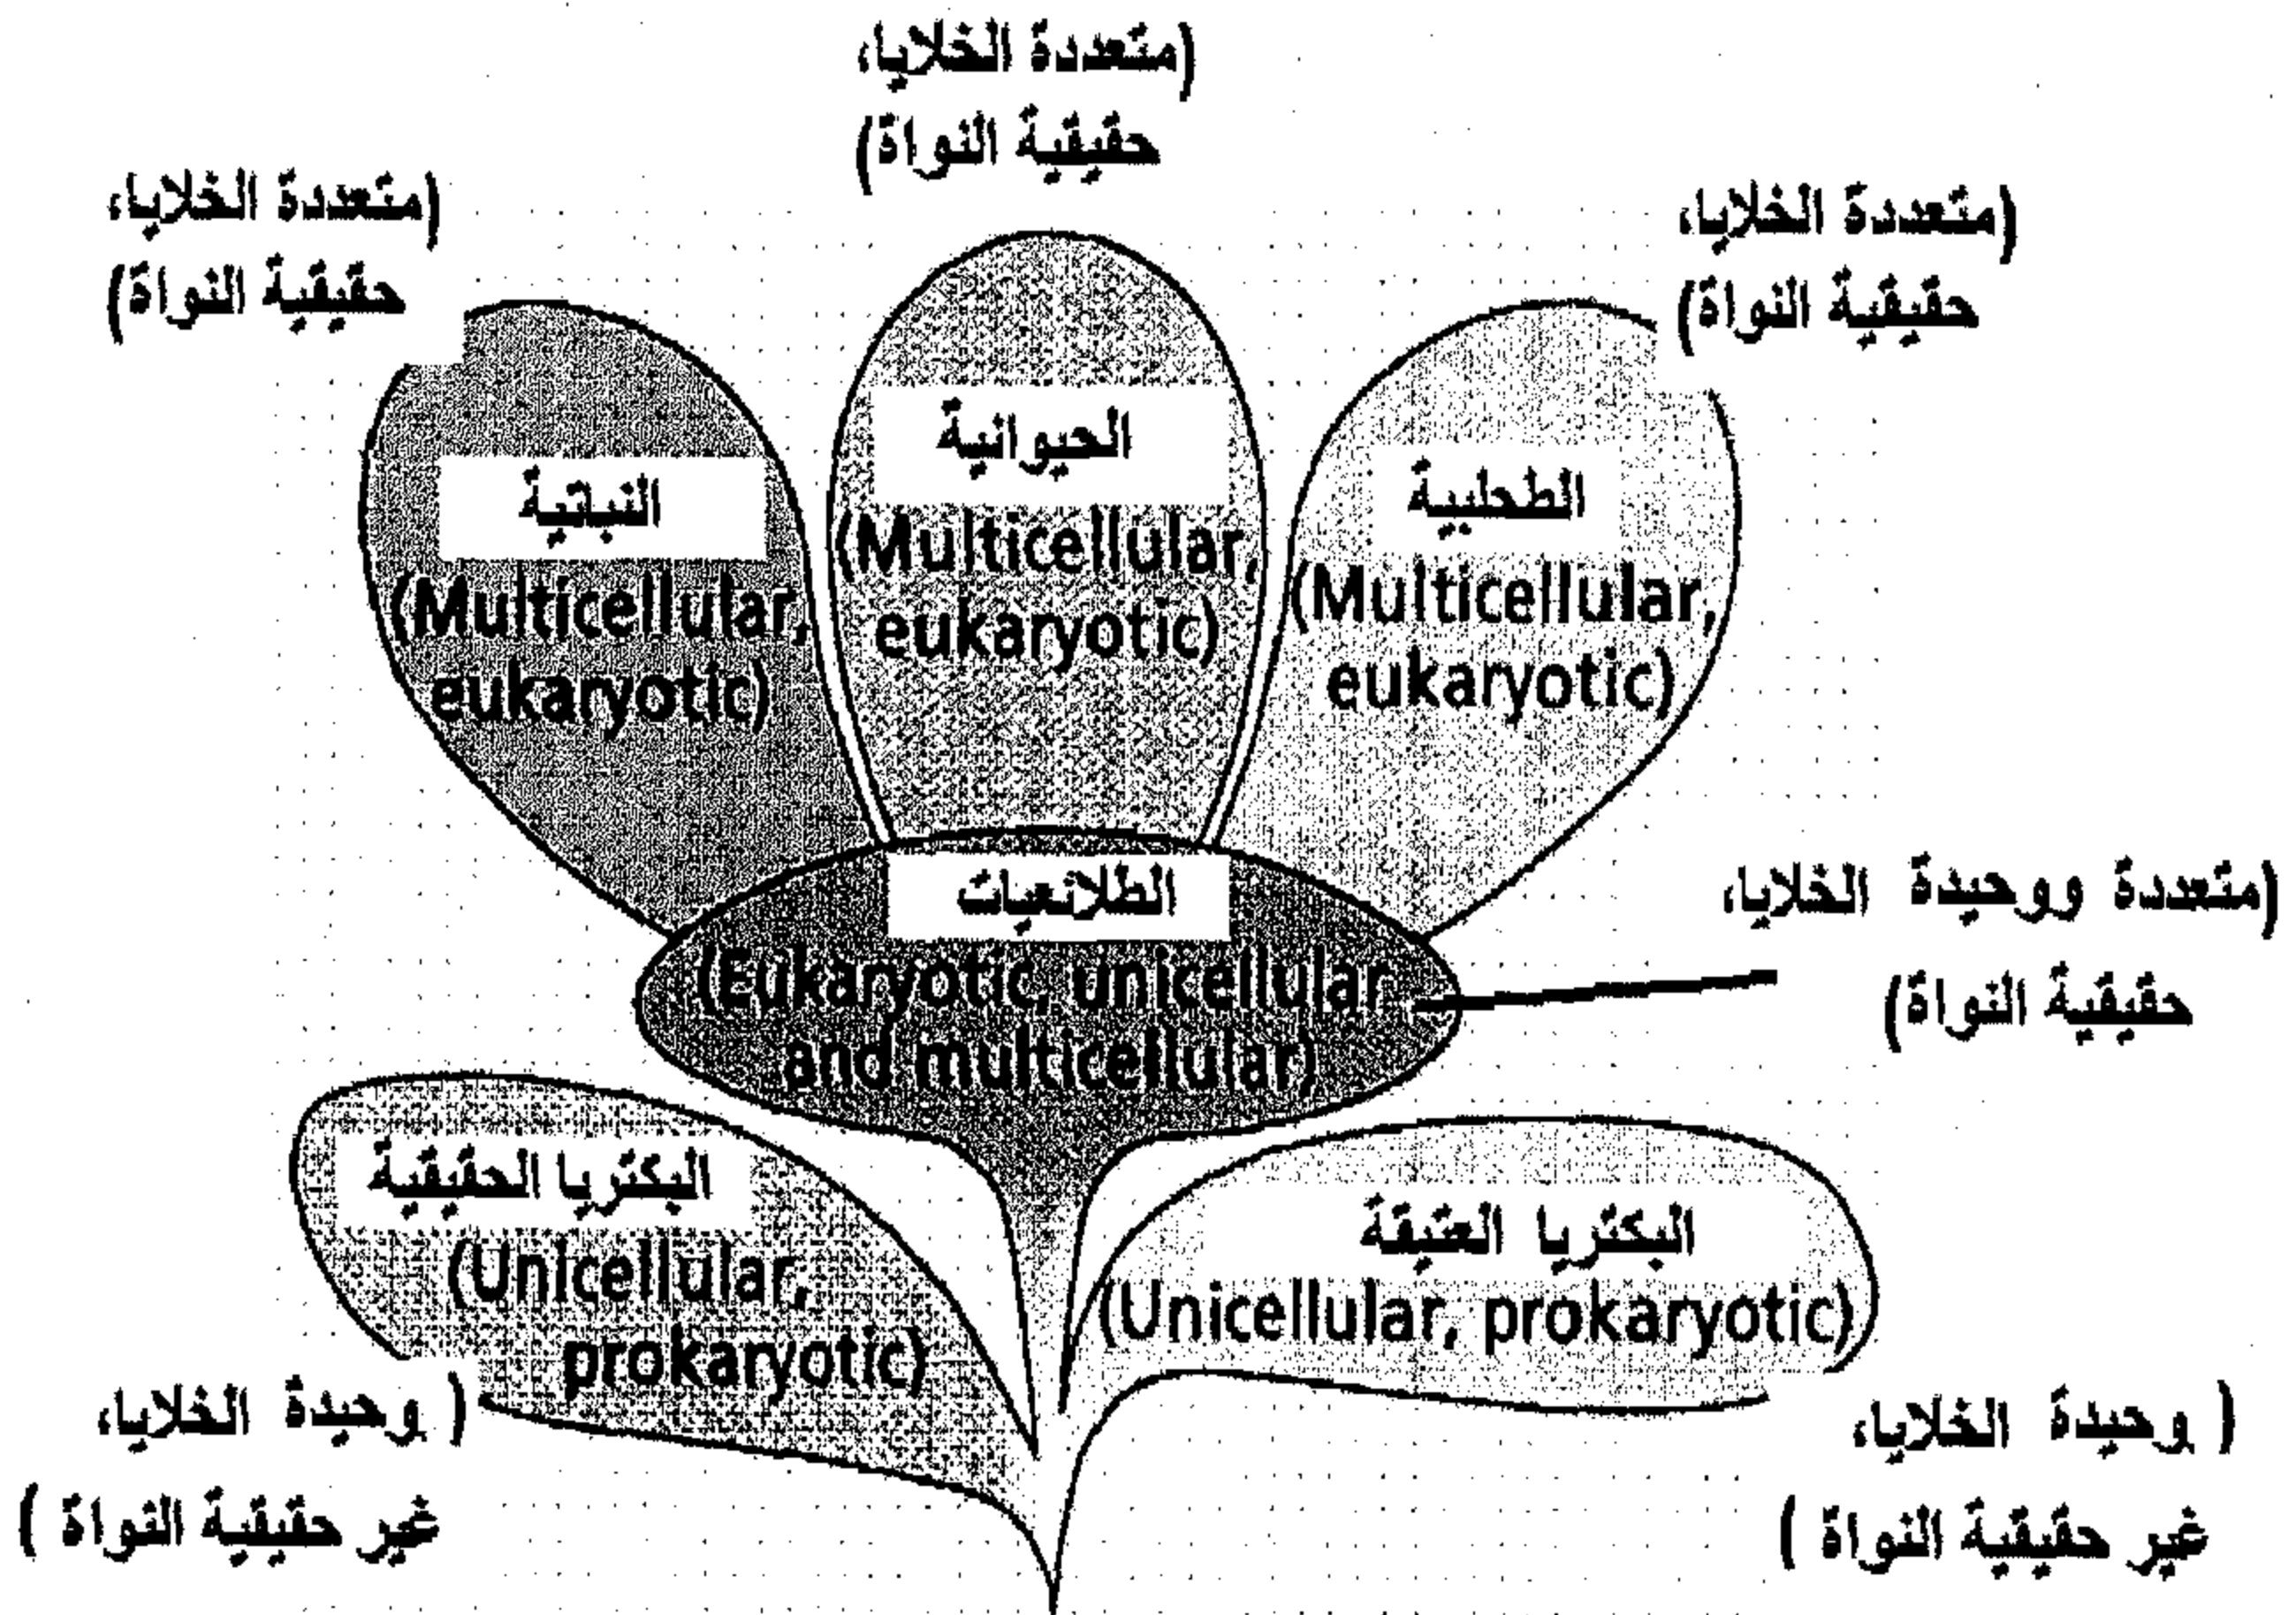 (متعددة الخلايا،
حقيقية النواة)
(متعددة الخلايا،
حقيقية النواة)
(متعددة الخلايا،
حقيقية النواة)
الحيوانية
(Multicellular,
eukaryotic)
الطحلبية
(Multicellular,
eukaryotic)
النباتية
(Multicellular,
eukaryotic)
الطلائعيات
(Eukaryotic, unicellular
and multicellular)
(متعددة ووحيدة الخلايا،
حقيقية النواة)
البكتريا الحقيقية
(Unicellular,
prokaryotic)
البكتريا العتيقة
(Unicellular, prokaryotic)
( وحيدة الخلايا،
غير حقيقية النواة )
( وحيدة الخلايا،
غير حقيقية النواة )